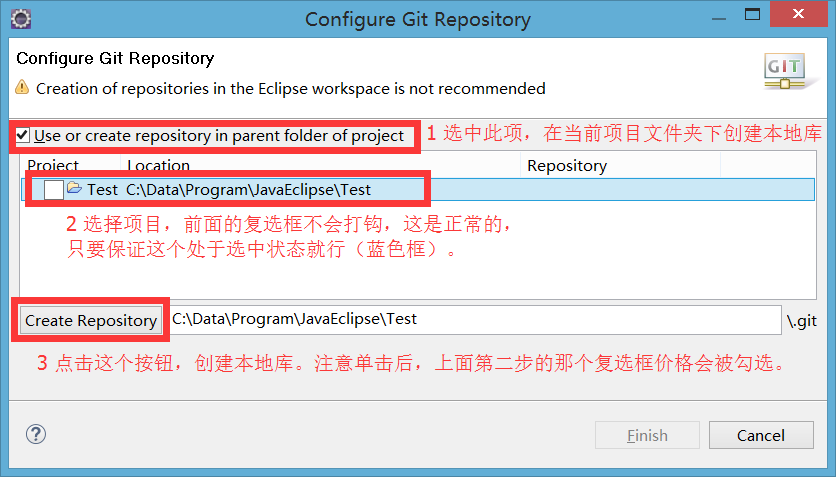 Configure Git Repository
Configure Git Repository
GIT
Creation of repositories in the Eclipse workspace is not recommended
Use or create repository in parent folder of project
1 选中此项，在当前项目文件夹下创建本地库
Project Location Repository
Test C:\Data\Program\JavaEclipse\Test
2 选择项目，前面的复选框不会打钩，这是正常的，
只要保证这个处于选中状态就行（蓝色框）。
Create Repository C:\Data\Program\JavaEclipse\Test \.git
3 点击这个按钮，创建本地库。注意单击后，上面第二步的那个复选框价格会被勾选。
?
Finish Cancel